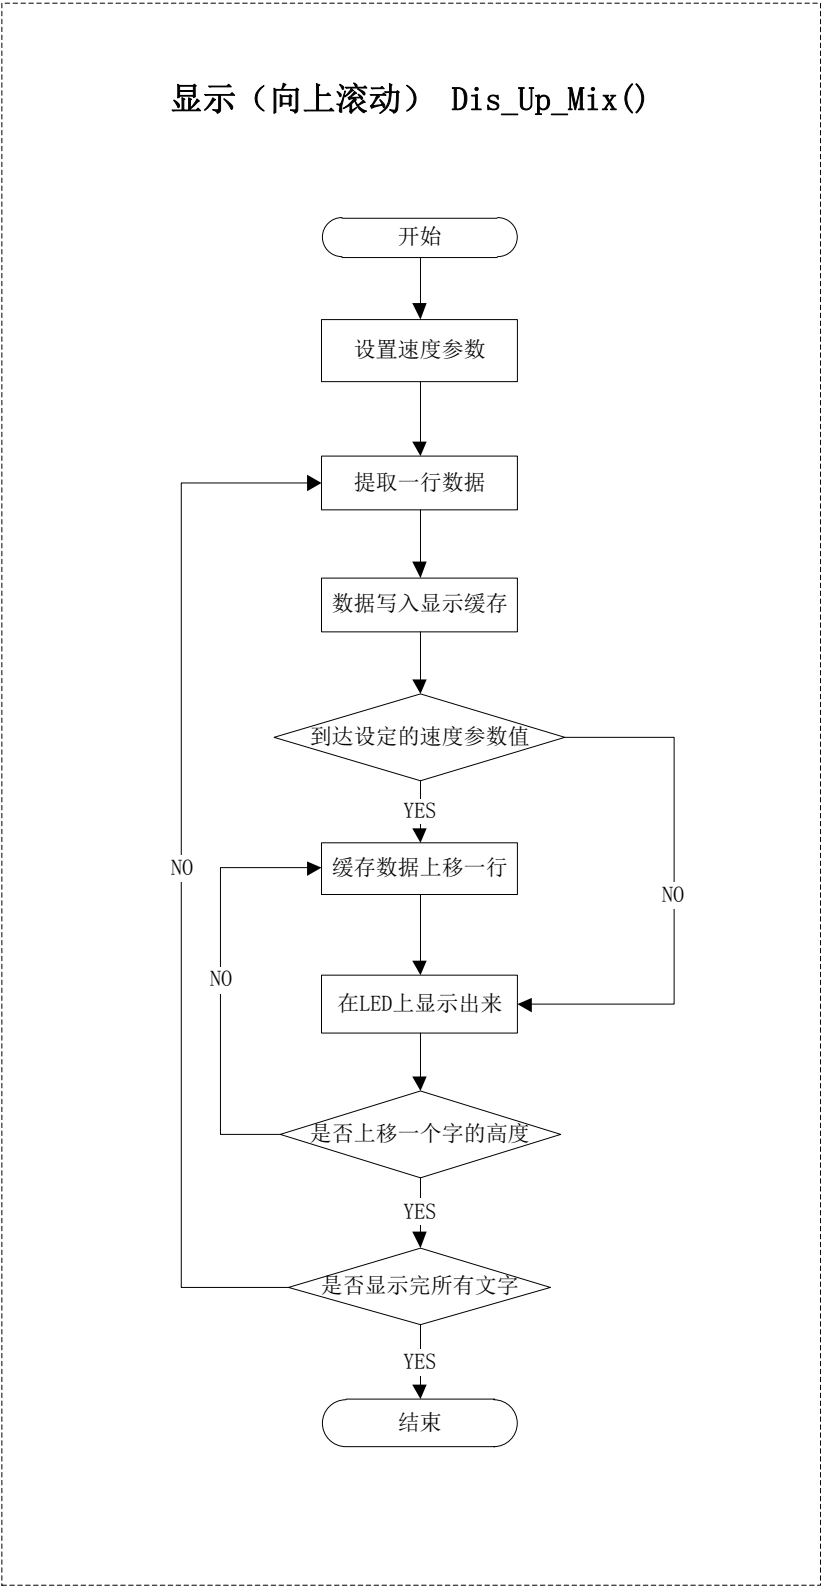 显示（向上滚动） Dis_Up_Mix()
开始
设置速度参数
提取一行数据
数据写入显示缓存
到达设定的速度参数值
YES
缓存数据上移一行
NO
NO
NO
在LED上显示出来
是否上移一个字的高度
YES
是否显示完所有文字
YES
结束